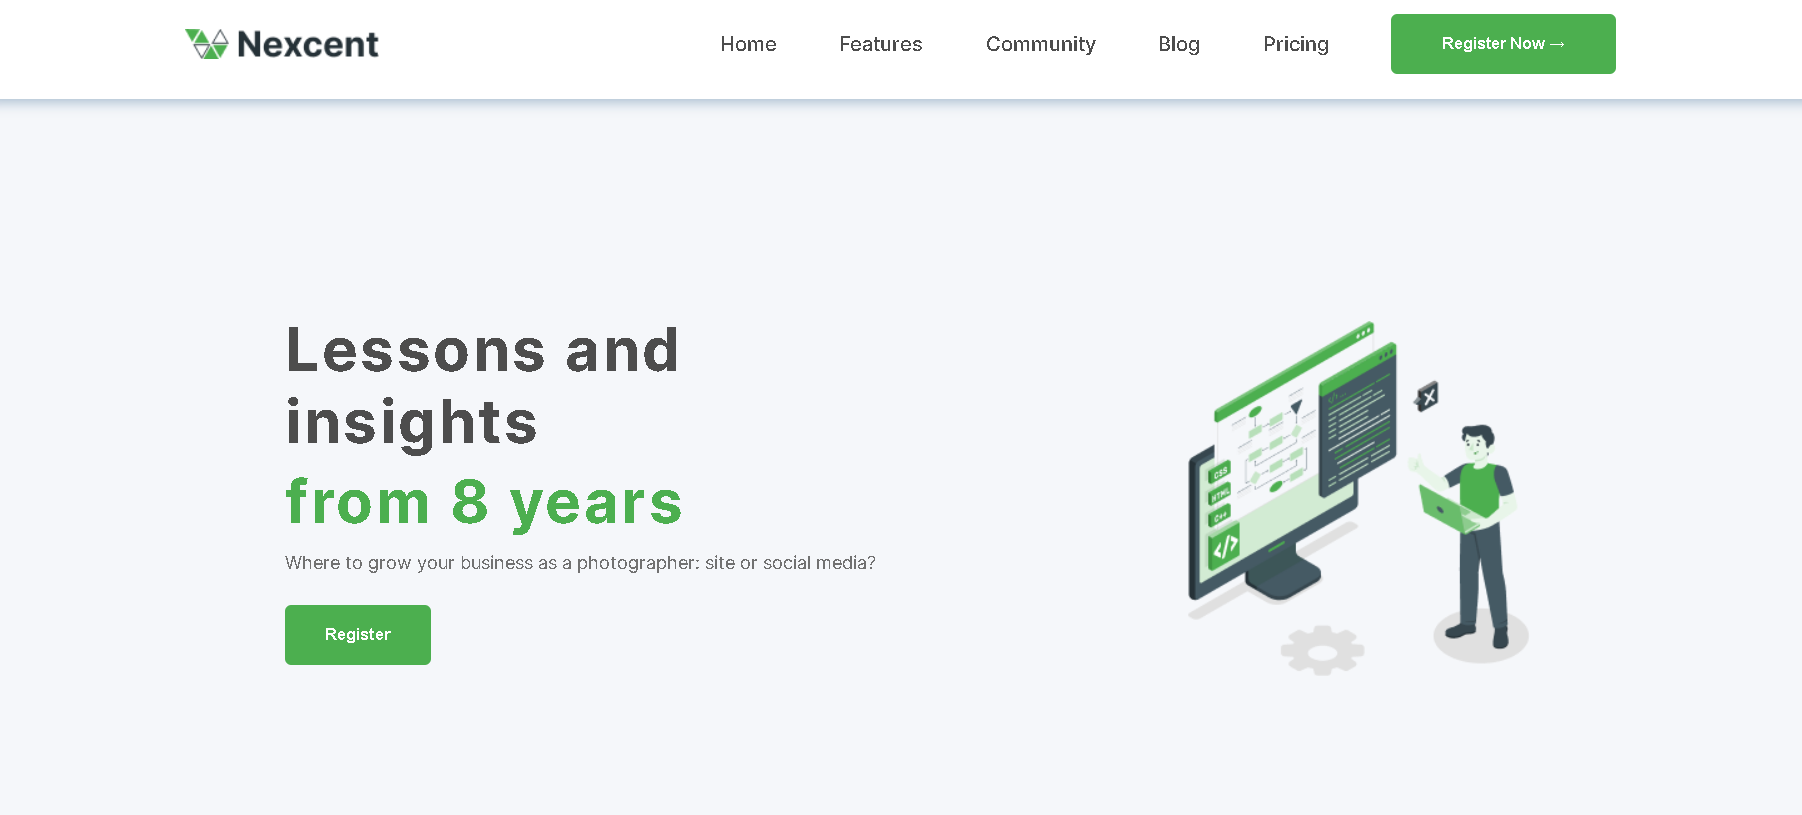 Nexcent
Home Features Community Blog Pricing Register Now →
Lessons and
insights
from 8 years
Where to grow your business as a photographer: site or social media?
Register
CSS
HTML
C++
</>
X